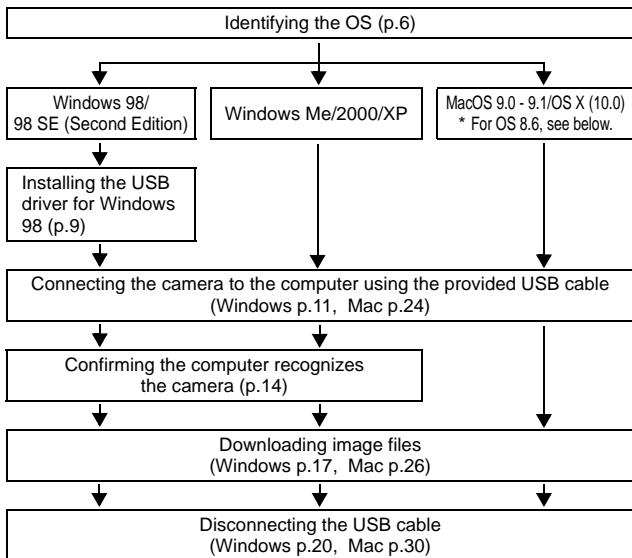 Identifying the OS (p.6)
Windows 98/
98 SE (Second Edition)
Windows Me/2000/XP
MacOS 9.0 - 9.1/OS X (10.0)
* For OS 8.6, see below.
Installing the USB
driver for Windows
98 (p.9)
Connecting the camera to the computer using the provided USB cable
(Windows p.11, Mac p.24)
Confirming the computer recognizes
the camera (p.14)
Downloading image files
(Windows p.17, Mac p.26)
Disconnecting the USB cable
(Windows p.20, Mac p.30)